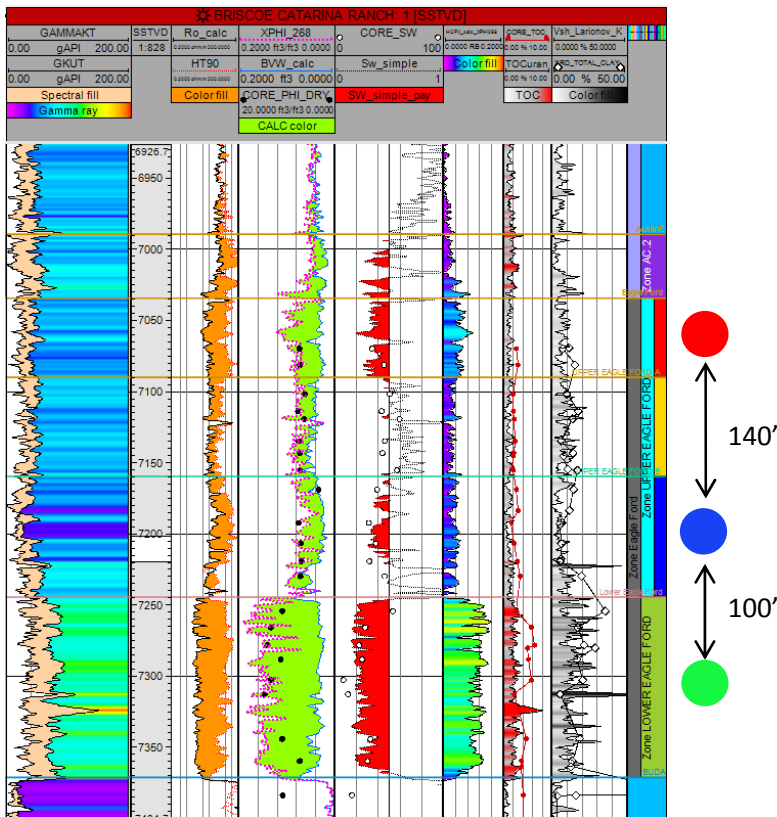 BRISCOE CATARINA RANCH: 1 [SSTVD]
GAMMAKT SSTVD Ro_calc XPHI_268 CORE_SW CORE_TOC Vsh_Larionov_K
0.00 gAPI 200.00 1:828 0.2000 ft3/ft3 0.0000 0 100 0.00 % 10.00 0.0000 % 50.0000
GKUT HT90 BVW_calc Sw_simple Color fill TOCuran
0.00 gAPI 200.00 0.2000 ft3 0.0000 0 1 0.00 % 10.00 0.00 % 50.00
Spectral fill Color fill CORE_PHI_DRY SW_simple_pay TOC Color fill
Gamma ray 20.0000 ft3/ft3 0.0000
CALC color
6926.7
6950
7000
7050
7100
7150
7200
7250
7300
7350
Zone AC.2
UPPER EAGLE FORD A
Zone UPPER EAGLE FORD
Zone Eagle Ford
Lower Eagle Ford
Zone LOWER EAGLE FORD
BUDA
140'
100'